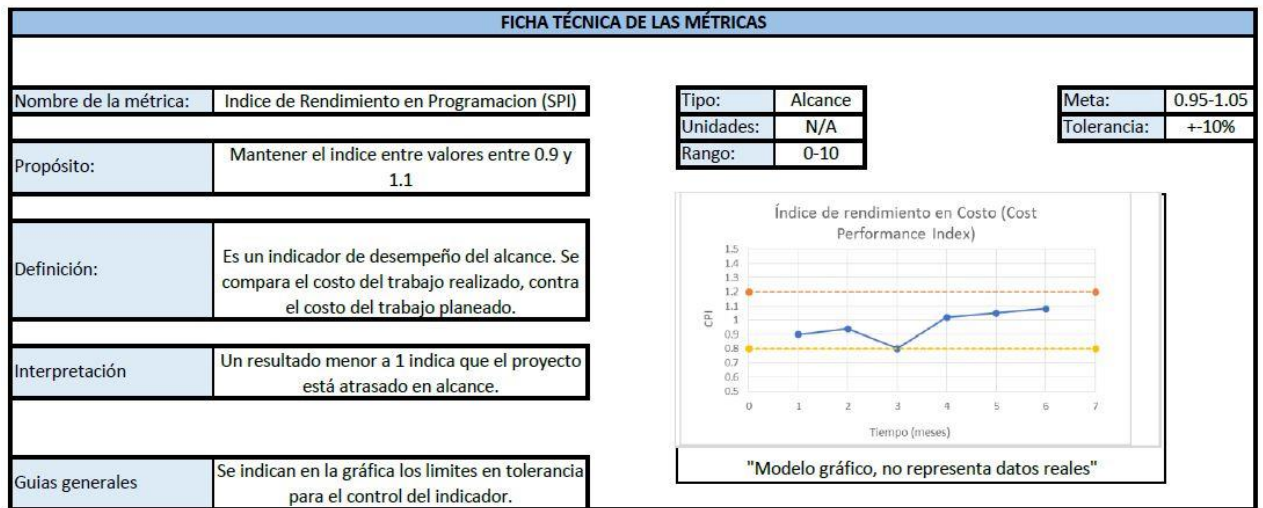 FICHA TÉCNICA DE LAS MÉTRICAS
Nombre de la métrica:
Indice de Rendimiento en Programacion (SPI)
Propósito:
Mantener el indice entre valores entre 0.9 y
1.1
Definición:
Es un indicador de desempeño del alcance. Se
compara el costo del trabajo realizado, contra
el costo del trabajo planeado.
Interpretación
Un resultado menor a 1 indica que el proyecto
está atrasado en alcance.
Guias generales
Se indican en la gráfica los limites en tolerancia
para el control del indicador.
Tipo:
Alcance
Unidades:
N/A
Rango:
0-10
Meta:
0.95-1.05
Tolerancia:
+-10%
Índice de rendimiento en Costo (Cost
Performance Index)
CPI
1.5
1.4
1.3
1.2
1.1
1
0.9
0.8
0.7
0.6
0.5
0 1 2 3 4 5 6 7
Tiempo (meses)
"Modelo gráfico, no representa datos reales"